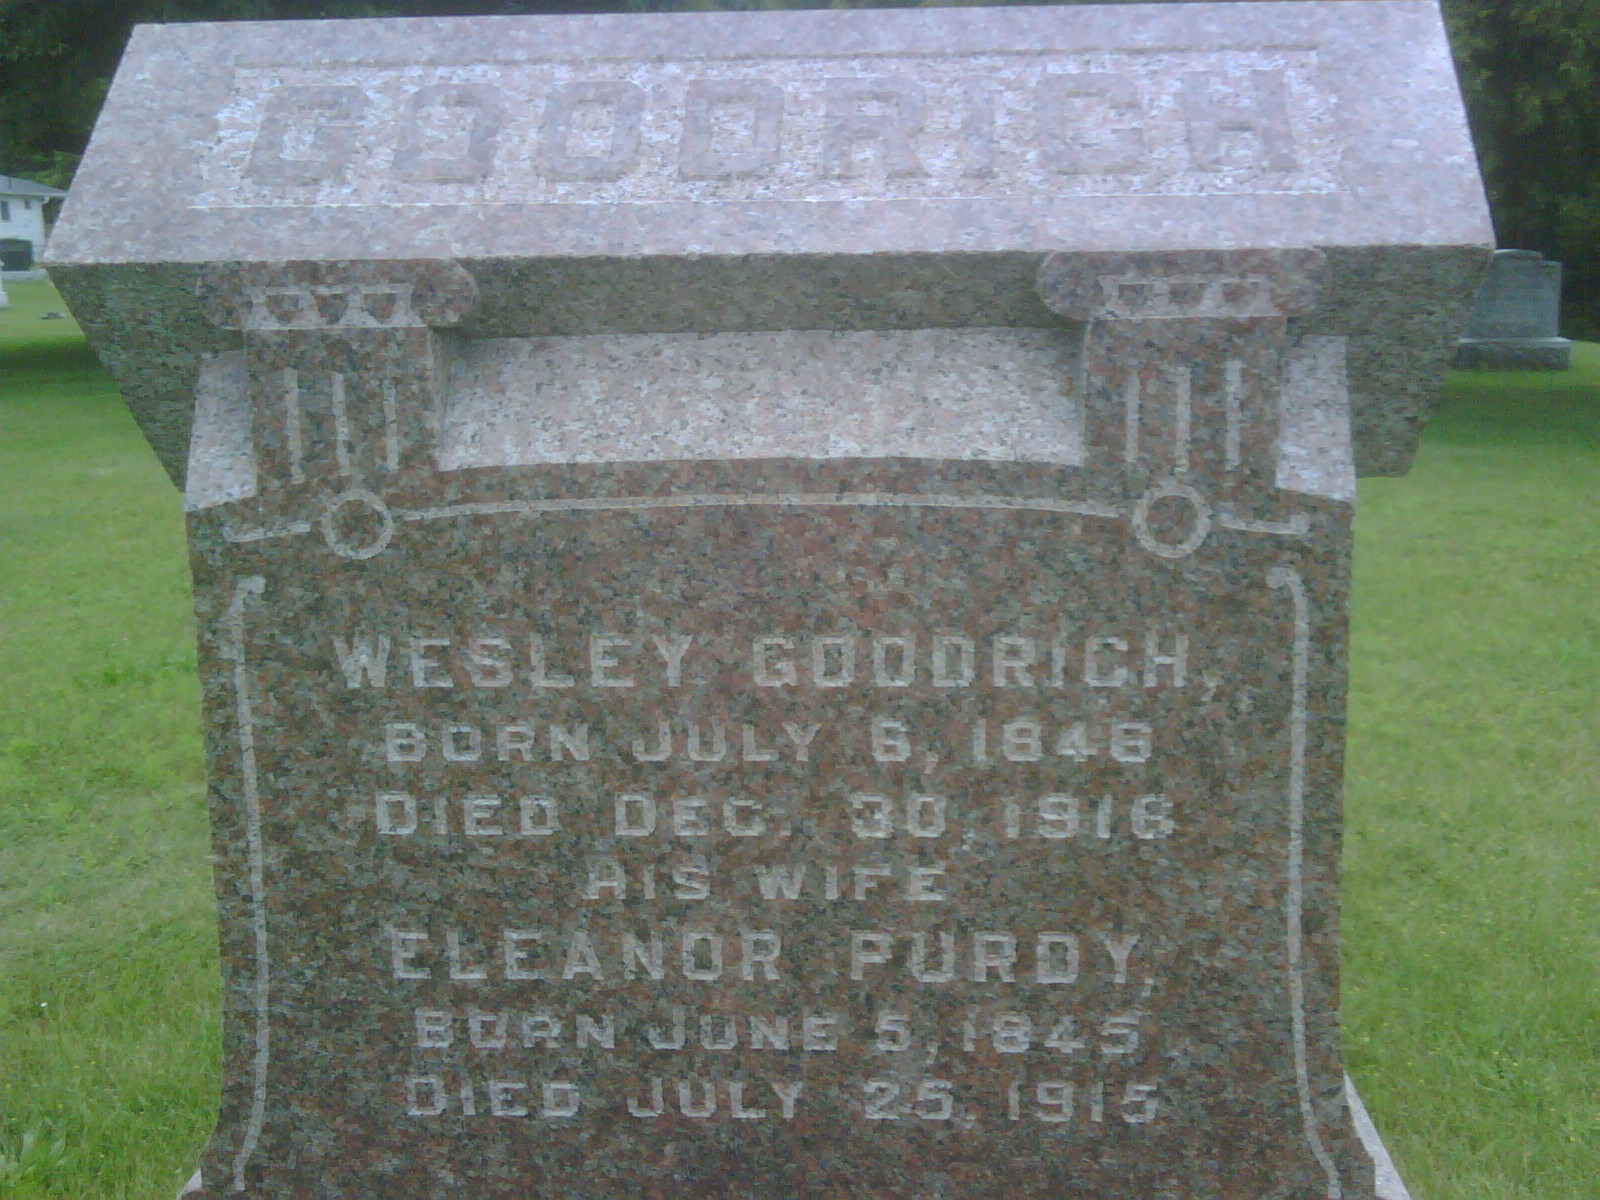 GOODRICH
WESLEY GOODRICH,
BORN JULY 6, 1846
DIED DEC. 30, 1916
HIS WIFE
ELEANOR PURDY,
BORN JUNE 5, 1845
DIED JULY 25, 1915